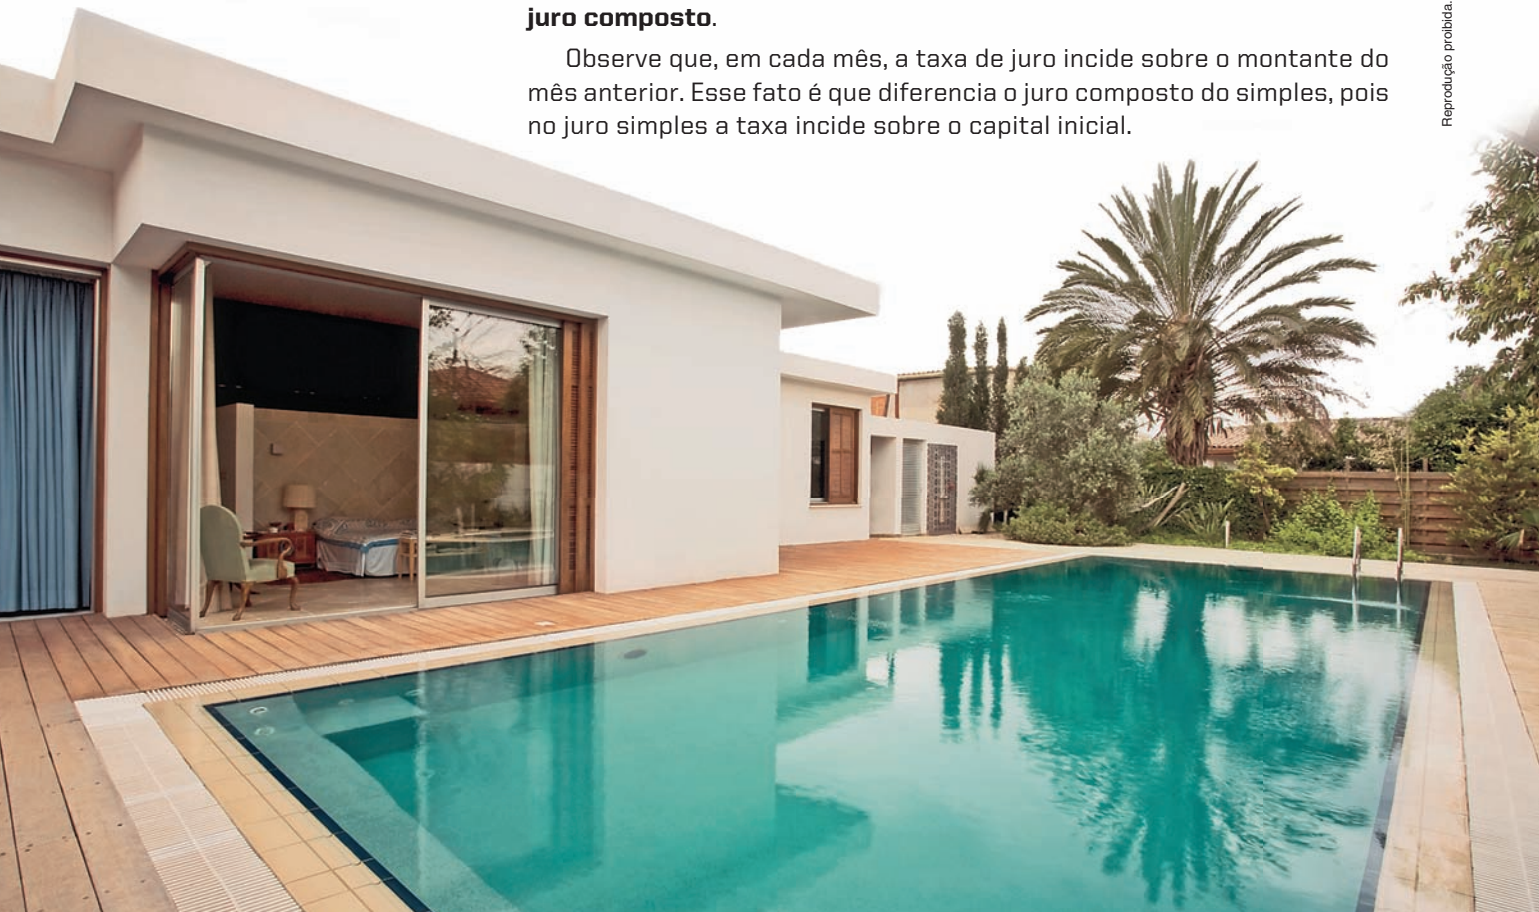 juro composto.
Observe que, em cada mês, a taxa de juro incide sobre o montante do
mês anterior. Esse fato é que diferencia o juro composto do simples, pois
no juro simples a taxa incide sobre o capital inicial.
Reprodução proibida.